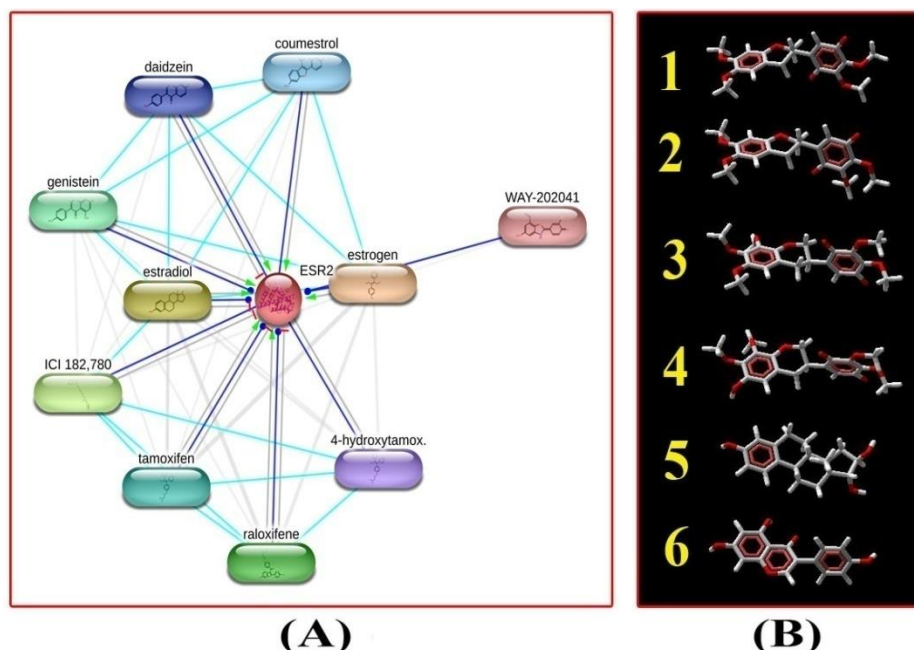 coumestrol
daidzein
genistein
WAY-202041
estradiol
ESR2
estrogen
ICI 182,780
4-hydroxytamox.
tamoxifen
raloxifene
(A)
1
2
3
4
5
6
(B)